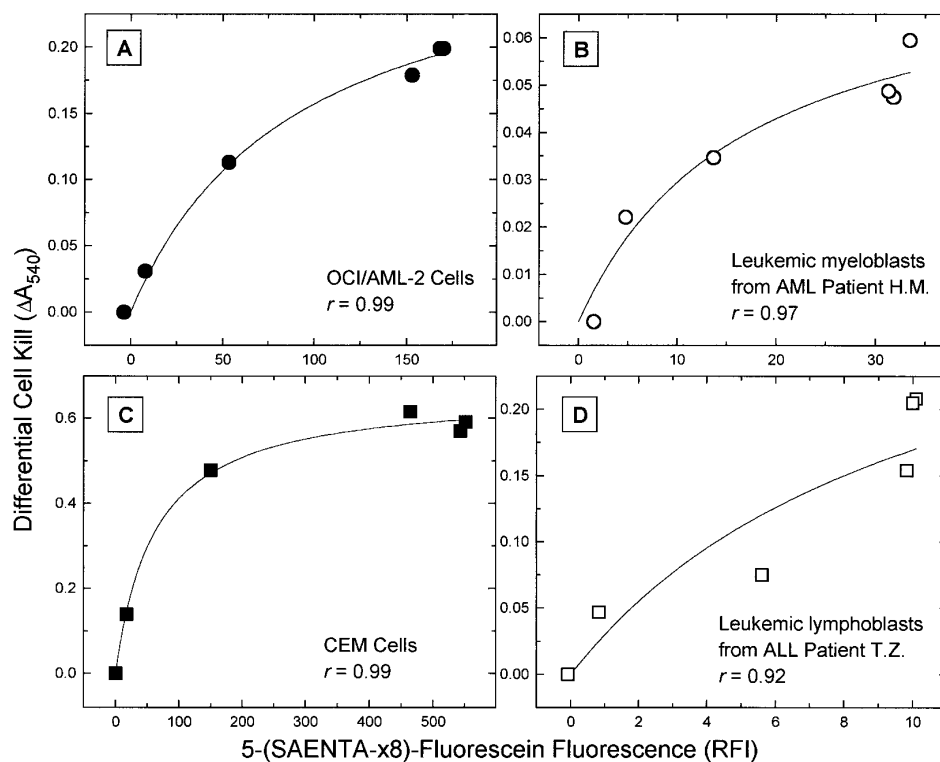 A
0.20
0.15
0.10
0.05
0.00
0
50
100
150
OCI/AML-2 Cells
r = 0.99
B
0.06
0.05
0.04
0.03
0.02
0.01
0.00
0
10
20
30
Leukemic myeloblasts
from AML Patient H.M.
r = 0.97
C
0.6
0.4
0.2
0.0
0
100
200
300
400
500
CEM Cells
r = 0.99
D
0.20
0.15
0.10
0.05
0.00
0
2
4
6
8
10
Leukemic lymphoblasts
from ALL Patient T.Z.
r = 0.92
Differential Cell Kill (ΔA540)
5-(SAENTA-x8)-Fluorescein Fluorescence (RFI)